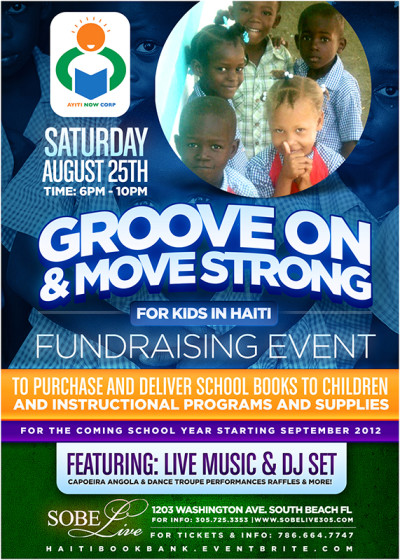 AYITI NOW CORP
SATURDAY
AUGUST 25TH
TIME: 6PM - 10PM
GROOVE ON
& MOVE STRONG
FOR KIDS IN HAITI
FUNDRAISING EVENT
TO PURCHASE AND DELIVER SCHOOL BOOKS TO CHILDREN
AND INSTRUCTIONAL PROGRAMS AND SUPPLIES
FOR THE COMING SCHOOL YEAR STARTING SEPTEMBER 2012
FEATURING: LIVE MUSIC & DJ SET
CAPOEIRA ANGOLA & DANCE TROUPE PERFORMANCES RAFFLES & MORE!
SOBE Live
1203 WASHINGTON AVE. SOUTH BEACH FL
FOR INFO: 305.725.3353 | WWW.SOBELIVE305.COM
FOR TICKETS & INFO: 786.664.7747
HAITIBOOKBANK.EVENTBRITE.COM